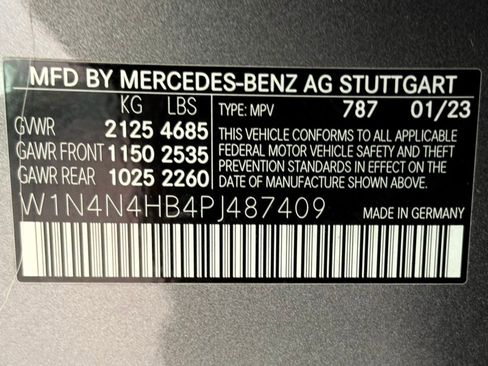 MFD BY MERCEDES-BENZ AG STUTTGART
KG LBS TYPE: MPV 787 01/23
GVWR 2125 4685
GAWR FRONT 1150 2535
GAWR REAR 1025 2260
THIS VEHICLE CONFORMS TO ALL APPLICABLE
FEDERAL MOTOR VEHICLE SAFETY AND THEFT
PREVENTION STANDARDS IN EFFECT ON THE
DATE OF MANUFACTURE SHOWN ABOVE.
W1N4N4HB4PJ487409 MADE IN GERMANY